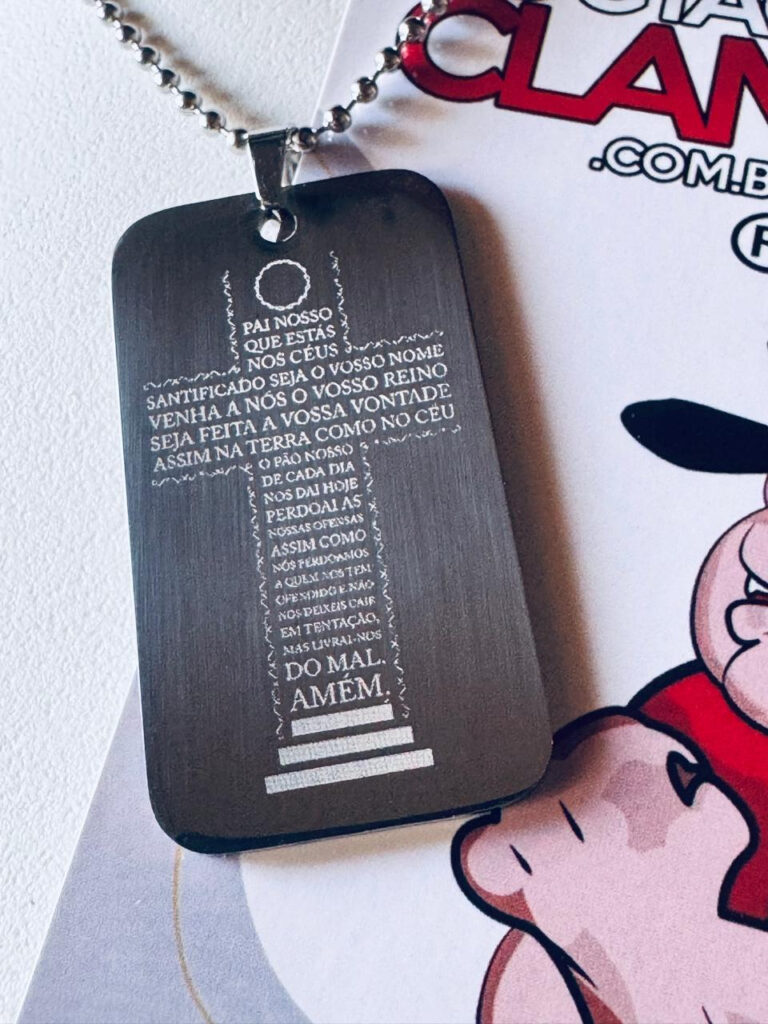 CLAN
.COM.B
R
PAI NOSSO
QUE ESTÁS
NOS CÉUS
SANTIFICADO SEJA O VOSSO NOME
VENHA A NÓS O VOSSO REINO
SEJA FEITA A VOSSA VONTADE
ASSIM NA TERRA COMO NO CÉU
O PÃO NOSSO
DE CADA DIA
NOS DAI HOJE
PERDOAI AS
NOSSAS OFENSAS
ASSIM COMO
NÓS PERDOAMOS
A QUEM NOS TEM
OFENDIDO E NÃO
NOS DEIXEIS CAIR
EM TENTAÇÃO,
MAS LIVRAI-NOS
DO MAL.
AMÉM.